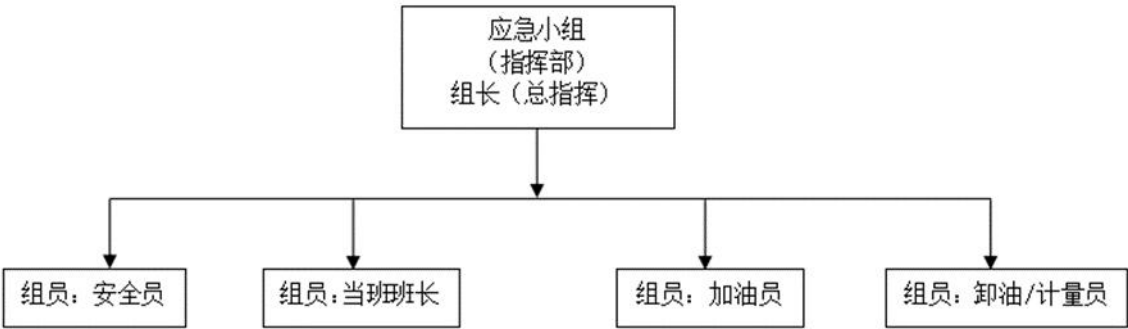 应急小组
（指挥部）
组长（总指挥）
组员：安全员
组员：当班班长
组员：加油员
组员：卸油/计量员